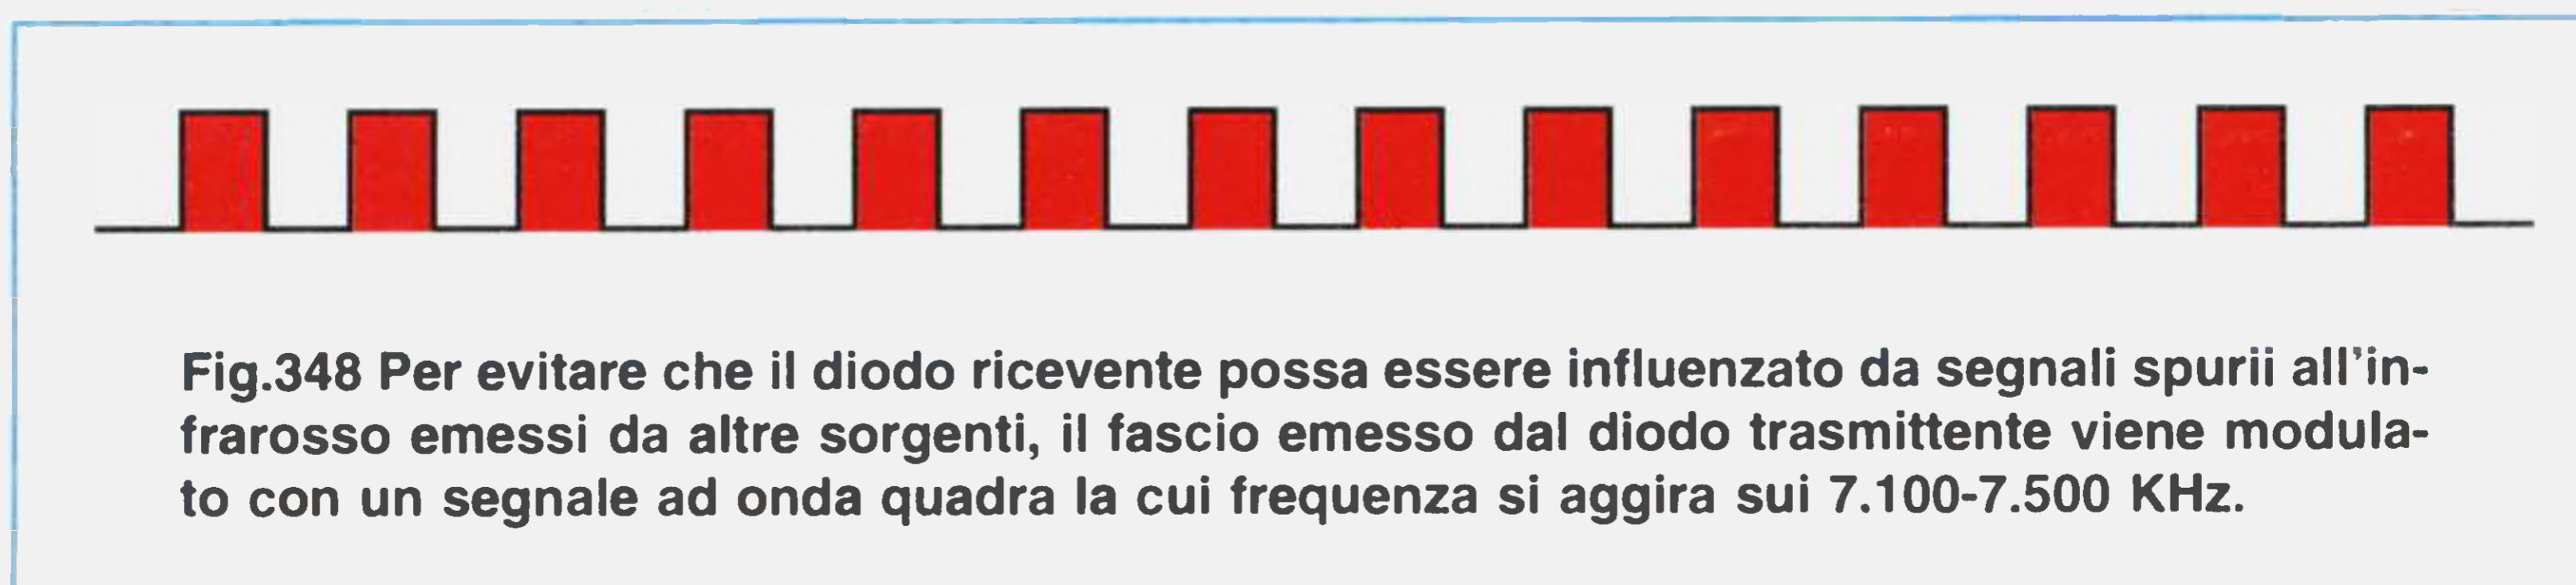 Fig.348 Per evitare che il diodo ricevente possa essere influenzato da segnali spurii all'in-
frarosso emessi da altre sorgenti, il fascio emesso dal diodo trasmittente viene modula-
to con un segnale ad onda quadra la cui frequenza si aggira sui 7.100-7.500 KHz.